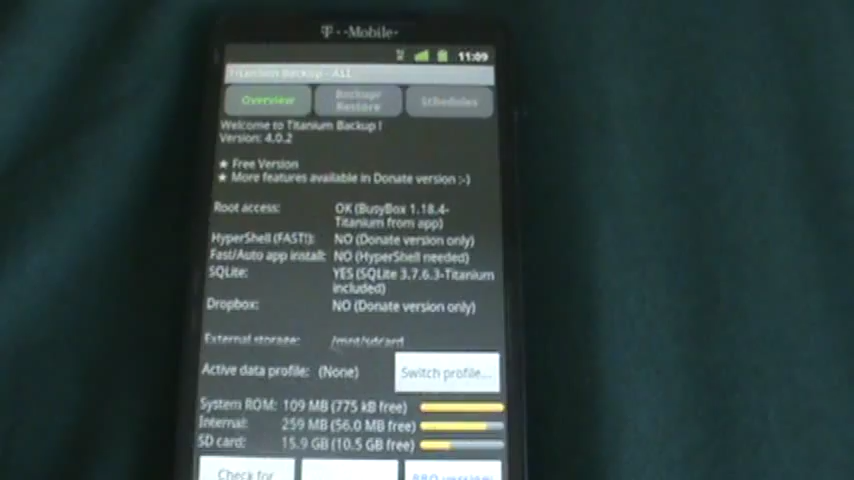 T··Mobile·
11:09
Titanium Backup - ALL
Overview
Backup/
Restore
Schedules
Welcome to Titanium Backup !
Version: 4.0.2
★ Free Version
★ More features available in Donate version :-)
Root access: OK (BusyBox 1.18.4-
Titanium from app)
HyperShell (FAST!): NO (Donate version only)
Fast/Auto app install: NO (HyperShell needed)
SQLite: YES (SQLite 3.7.6.3-Titanium
included)
Dropbox: NO (Donate version only)
External storage: /mnt/sdcard
Active data profile: (None) Switch profile...
System ROM: 109 MB (775 kB free)
Internal: 259 MB (56.0 MB free)
SD card: 15.9 GB (10.5 GB free)
Check for
PRO version